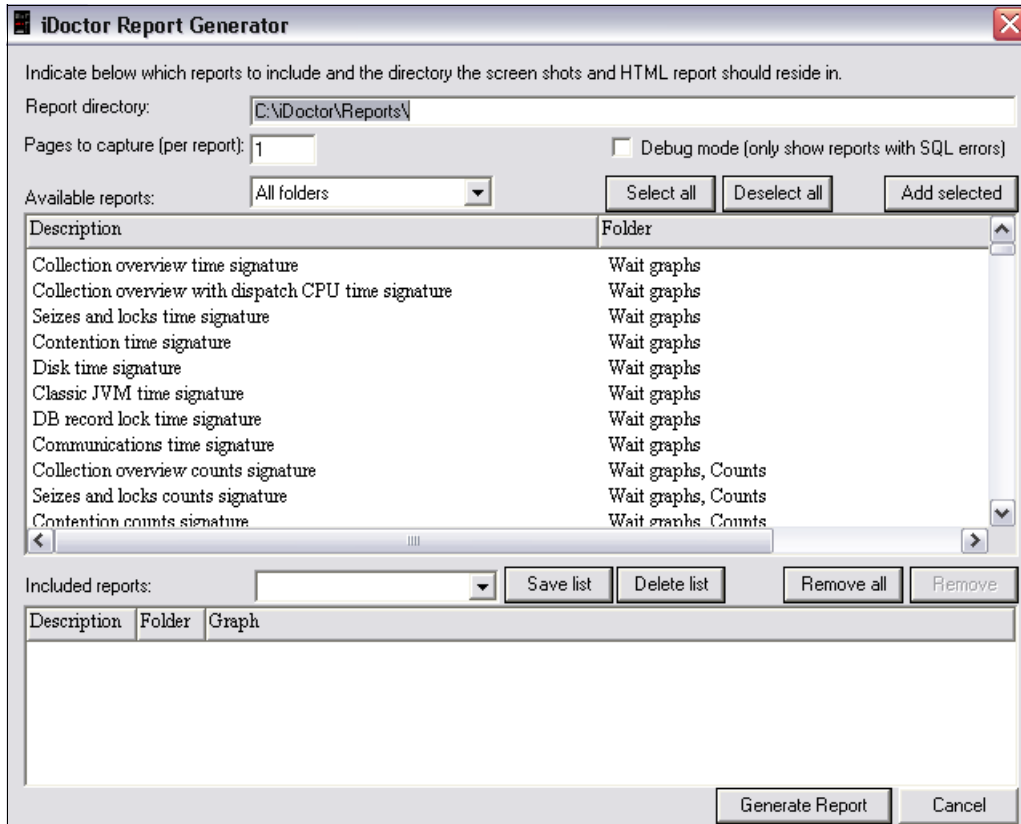 iDoctor Report Generator
Indicate below which reports to include and the directory the screen shots and HTML report should reside in.
Report directory: C:\iDoctor\Reports\
Pages to capture (per report): 1 Debug mode (only show reports with SQL errors)
Available reports: All folders Select all Deselect all Add selected
Description Folder
Collection overview time signature Wait graphs
Collection overview with dispatch CPU time signature Wait graphs
Seizes and locks time signature Wait graphs
Contention time signature Wait graphs
Disk time signature Wait graphs
Classic JVM time signature Wait graphs
DB record lock time signature Wait graphs
Communications time signature Wait graphs
Collection overview counts signature Wait graphs, Counts
Seizes and locks counts signature Wait graphs, Counts
Contention counts signature Wait graphs, Counts
Included reports: Save list Delete list Remove all Remove
Description Folder Graph
Generate Report Cancel